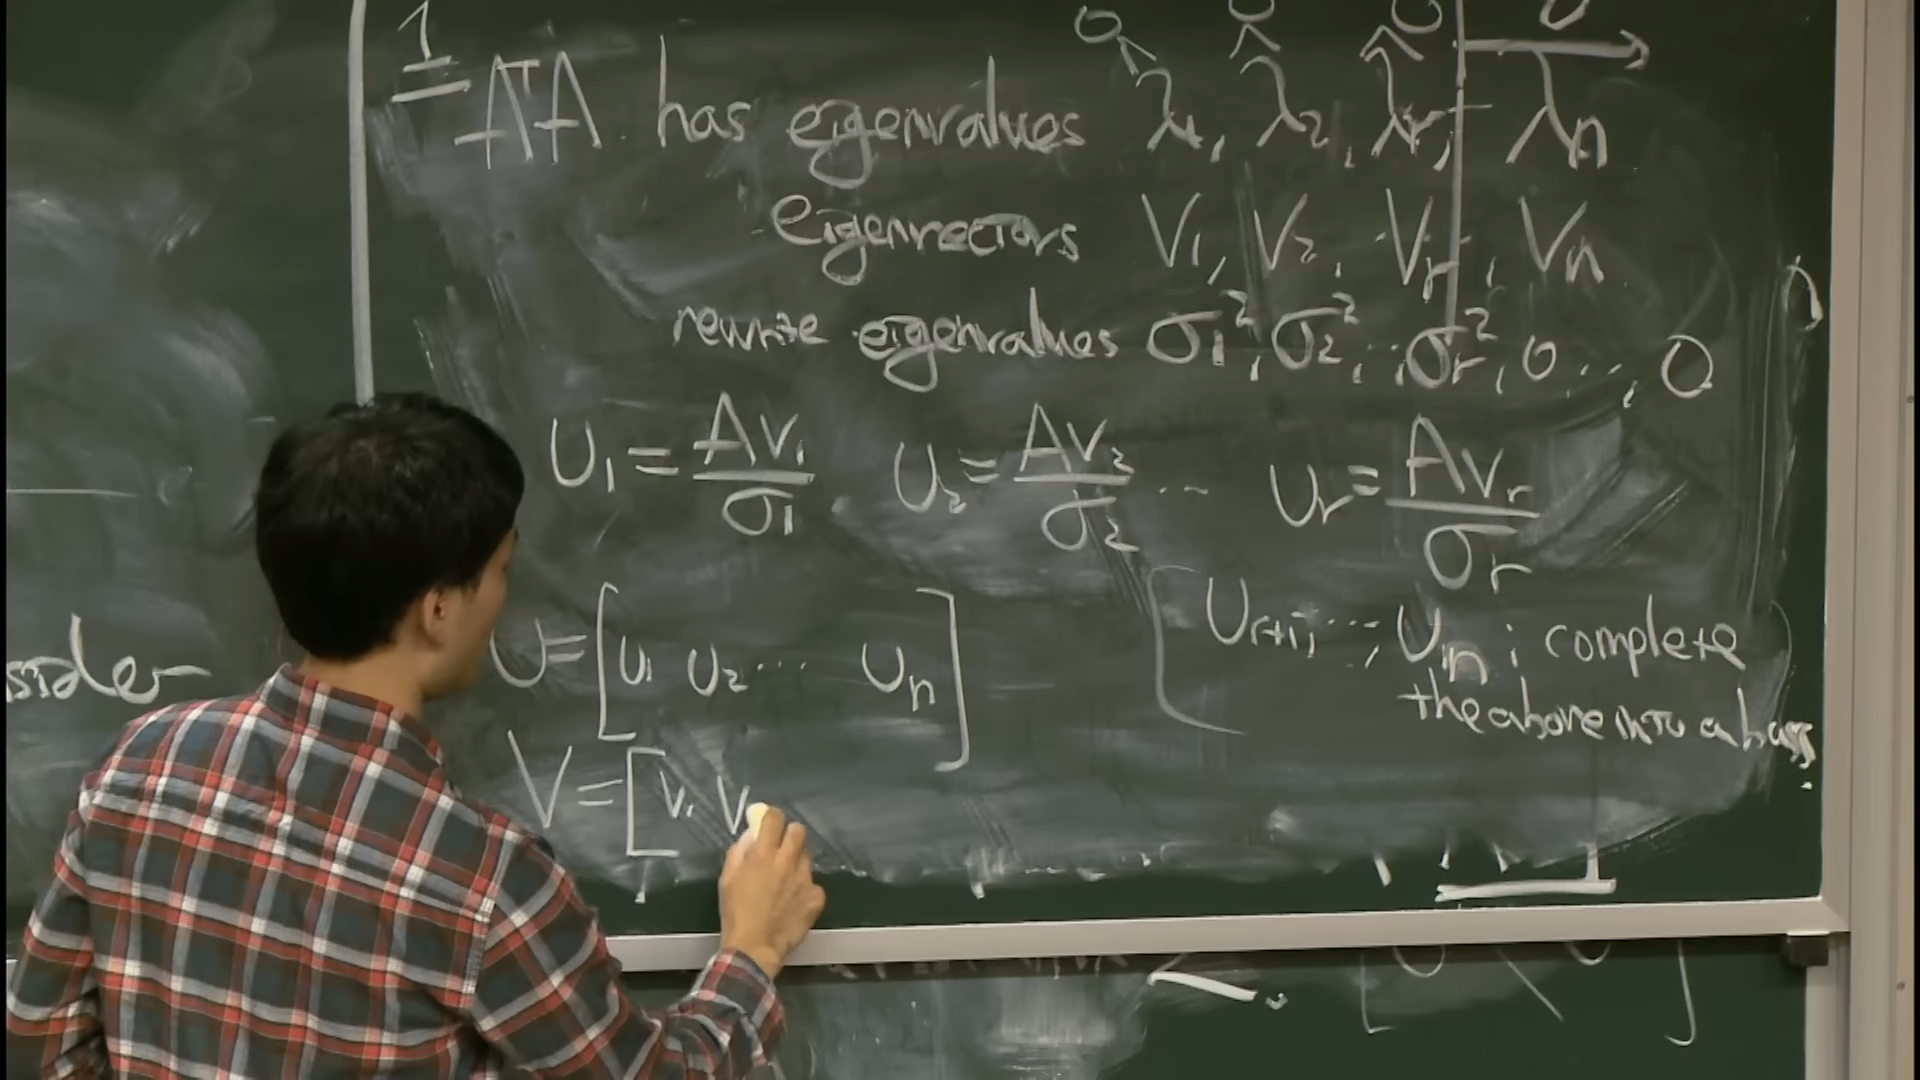 1 AᵀA has eigenvalues λ₁, λ₂, λᵣ, λₙ
eigenvectors V₁, V₂, ..Vᵣ.., Vₙ
rewrite eigenvalues σ₁², σ₂², .., σᵣ², 0 ..., 0
U₁ = AV₁/σ₁ U₂ = AV₂/σ₂ ... Uᵣ = AVᵣ/σᵣ
U = [U₁ U₂ ... Uₙ]
Uᵣ₊₁, ..., Uₙ : complete
the above into a basis.
V = [V₁ V
sider